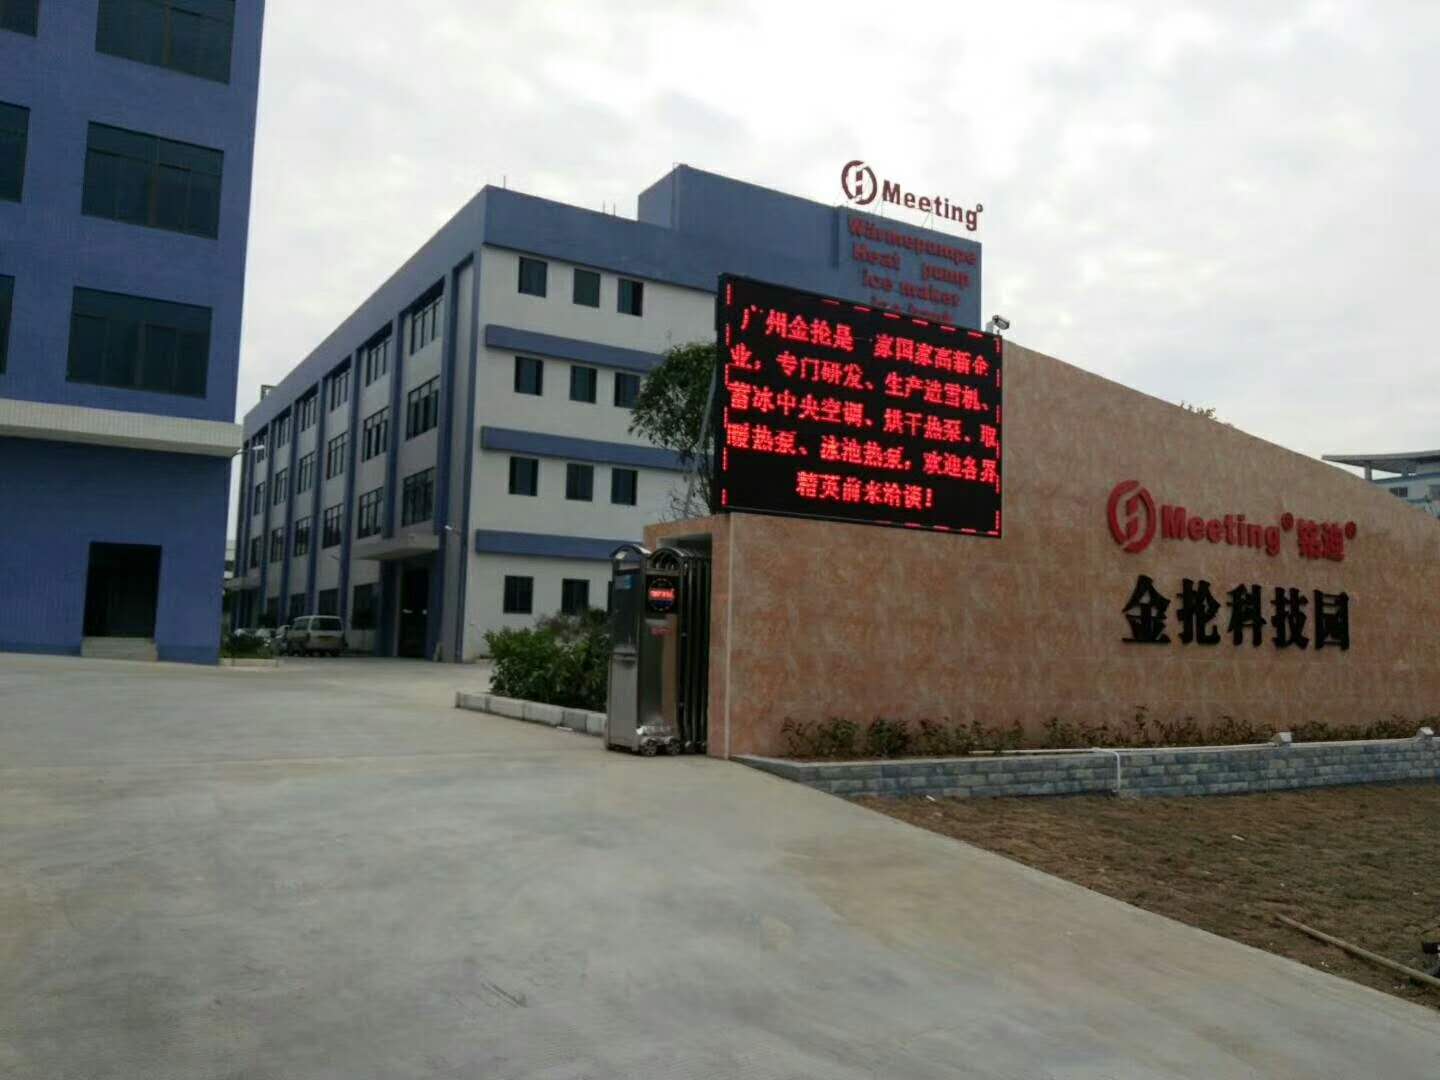 Meeting®
Wärmepumpe
Heat pump
ice maker
广州金抡是一家国家高新企
业，专门研发、生产造雪机、
蓄冰中央空调、烘干热泵、取
暖热泵、泳池热泵，欢迎各界
精英前来洽谈！
Meeting® 铭迪®
金抡科技园